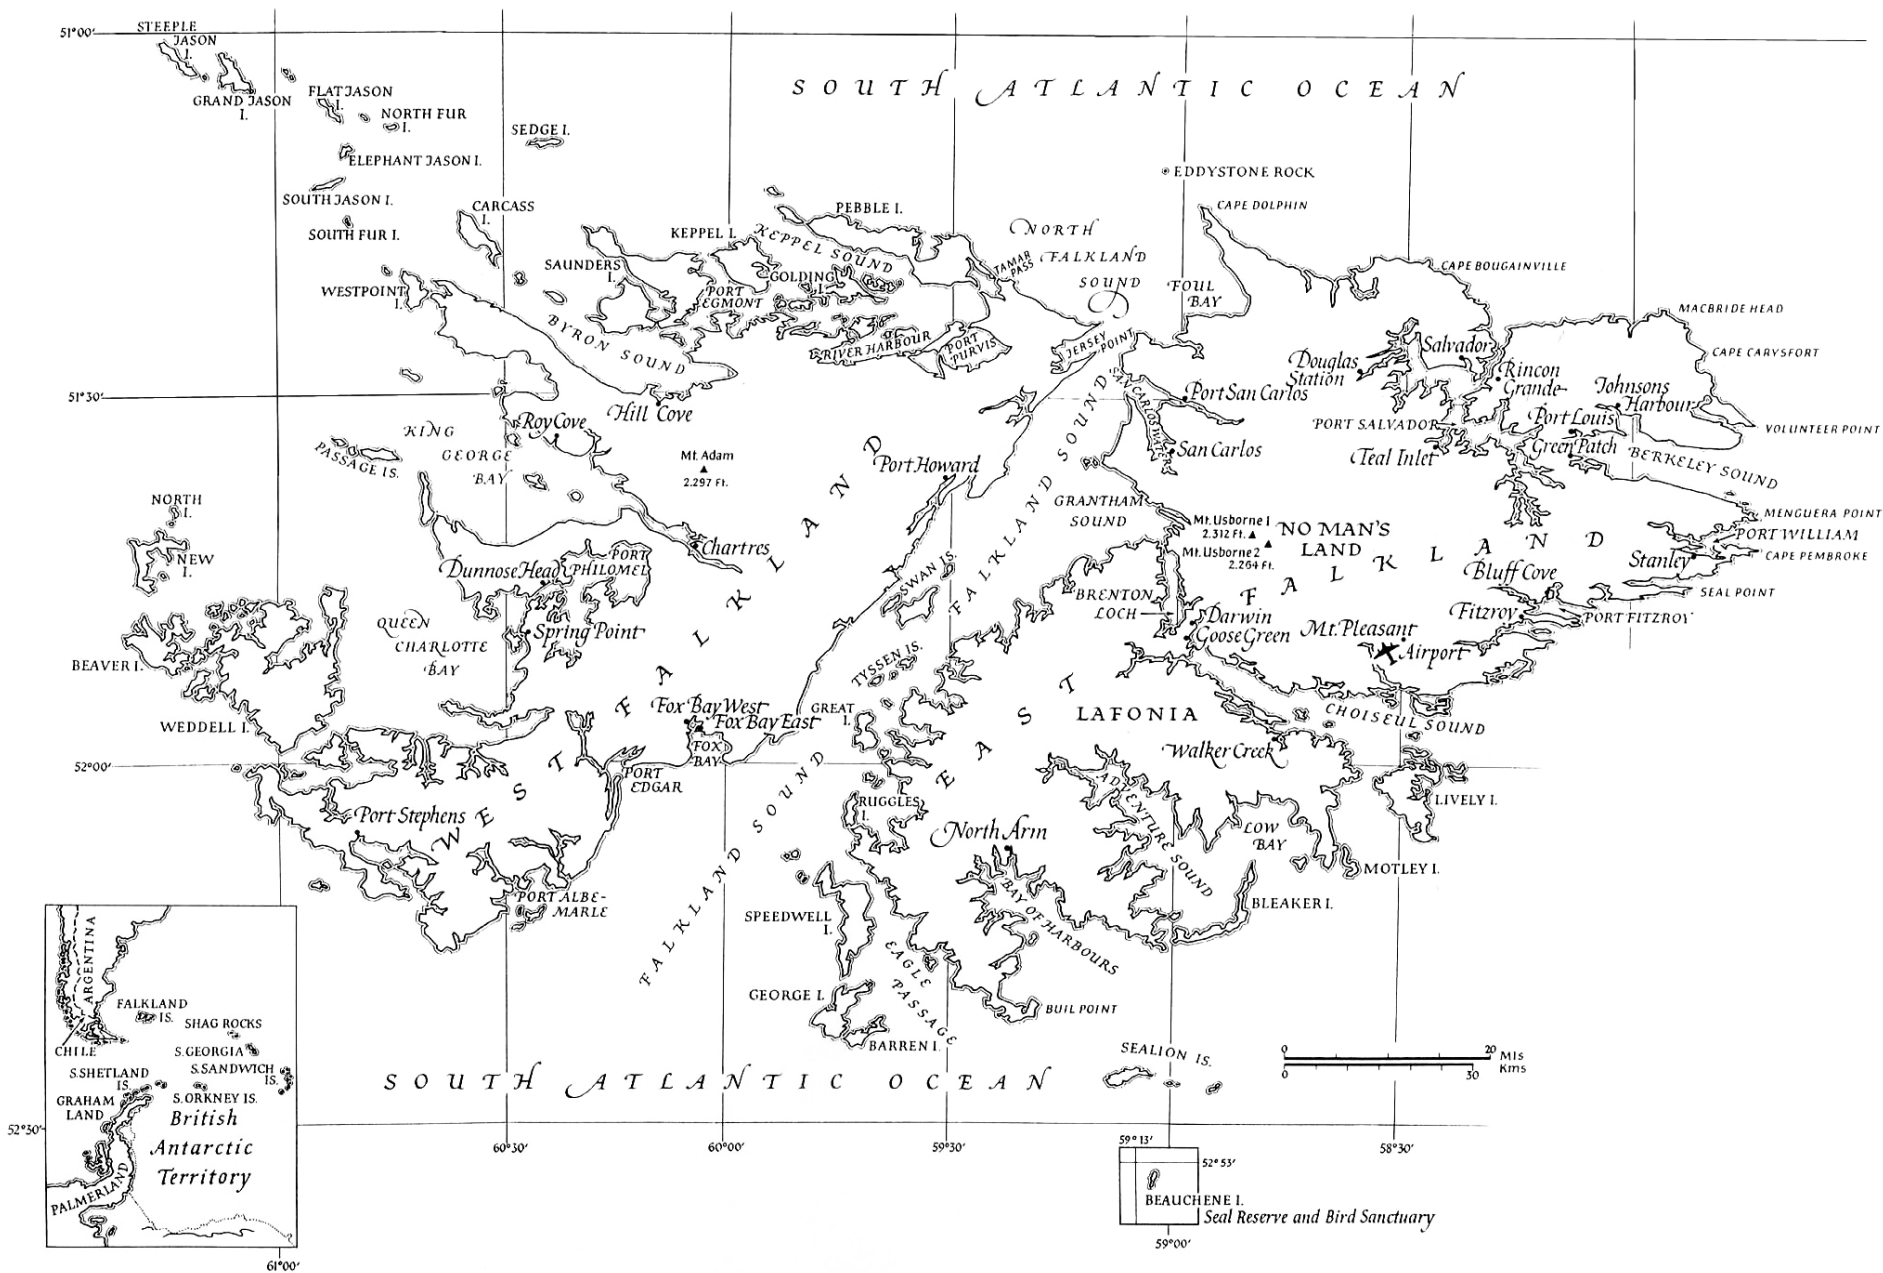 51°00'
STEEPLE
JASON
I.
GRAND JASON
I.
FLAT JASON
I.
NORTH FUR
I.
SEDGE I.
ELEPHANT JASON I.
SOUTH JASON I.
SOUTH FUR I.
SOUTH ATLANTIC OCEAN
EDDYSTONE ROCK
CAPE DOLPHIN
CARCASS
I.
PEBBLE I.
KEPPEL I.
KEPPEL SOUND
NORTH
FALKLAND
SOUND
TAMAR
PASS
FOUL
BAY
CAPE BOUGAINVILLE
MACBRIDE HEAD
CAPE CARYSFORT
WESTPOINT
I.
SAUNDERS
I.
GOLDING
I.
PORT
EGMONT
BYRON SOUND
RIVER HARBOUR
PORT
PURVIS
JERSEY
POINT
Salvador
Douglas
Station
Rincon
Grande
Johnsons
Harbour
51°30'
Hill Cove
Roy Cove
SAN CARLOS WATER
Port San Carlos
San Carlos
PORT SALVADOR
Port Louis
Green Patch
Teal Inlet
VOLUNTEER POINT
BERKELEY SOUND
KING
GEORGE
BAY
PASSAGE IS.
Mt. Adam
2.297 Ft.
Port Howard
FALKLAND SOUND
GRANTHAM
SOUND
Mt. Usborne 1
2.312 Ft.
Mt. Usborne 2
2.264 Ft.
NO MAN'S
LAND
MENGUERA POINT
PORT WILLIAM
CAPE PEMBROKE
Stanley
SEAL POINT
NORTH
I.
NEW
I.
Chartres
PORT
PHILOMEL
Dunnose Head
Spring Point
SWAN IS.
BRENTON
LOCH
Darwin
Goose Green
Bluff Cove
Fitzroy
PORT FITZROY
Mt. Pleasant
Airport
QUEEN
CHARLOTTE
BAY
BEAVER I.
WEDDELL I.
WEST FALKLAND
EAST FALKLAND
TYSSEN IS.
GREAT
I.
Fox Bay West
Fox Bay East
FOX
BAY
LAFONIA
CHOISEUL SOUND
Walker Creek
52°00'
PORT
EDGAR
Port Stephens
PORT ALBE-
MARLE
FALKLAND SOUND
RUGGLES
I.
North Arm
ADVENTURE SOUND
LOW
BAY
LIVELY I.
MOTLEY I.
BLEAKER I.
SPEEDWELL
I.
BAY OF HARBOURS
EAGLE
PASSAGE
GEORGE I.
BARREN I.
BUIL POINT
SEALION IS.
SOUTH ATLANTIC OCEAN
0 20 Mls
0 30 Kms
ARGENTINA
CHILE
FALKLAND
IS.
SHAG ROCKS
S.GEORGIA
S.SANDWICH
IS.
S.SHETLAND
IS.
S.ORKNEY IS.
GRAHAM
LAND
British
Antarctic
Territory
PALMERLAND
52°30'
61°00'
60°30'
60°00'
59°30'
58°30'
59°13'
52°53'
BEAUCHENE I.
Seal Reserve and Bird Sanctuary
59°00'